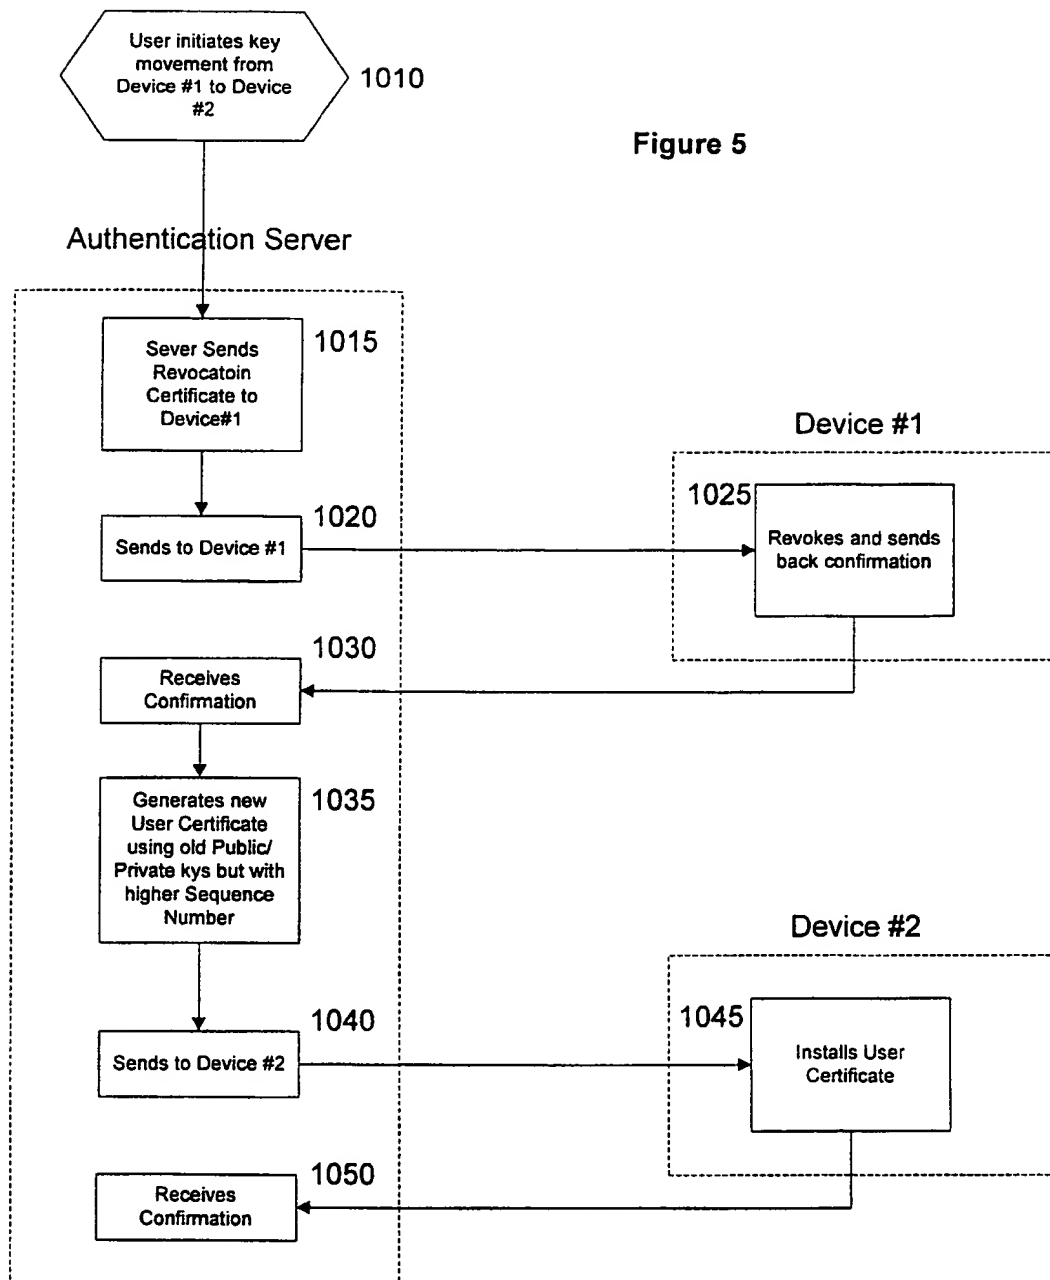 User initiates key
movement from
Device #1 to Device
#2
1010
Figure 5
Authentication Server
Sever Sends
Revocatoin
Certificate to
Device#1
1015
Device #1
Sends to Device #1
1020
1025
Revokes and sends
back confirmation
Receives
Confirmation
1030
Generates new
User Certificate
using old Public/
Private kys but with
higher Sequence
Number
1035
Device #2
Sends to Device #2
1040
1045
Installs User
Certificate
Receives
Confirmation
1050